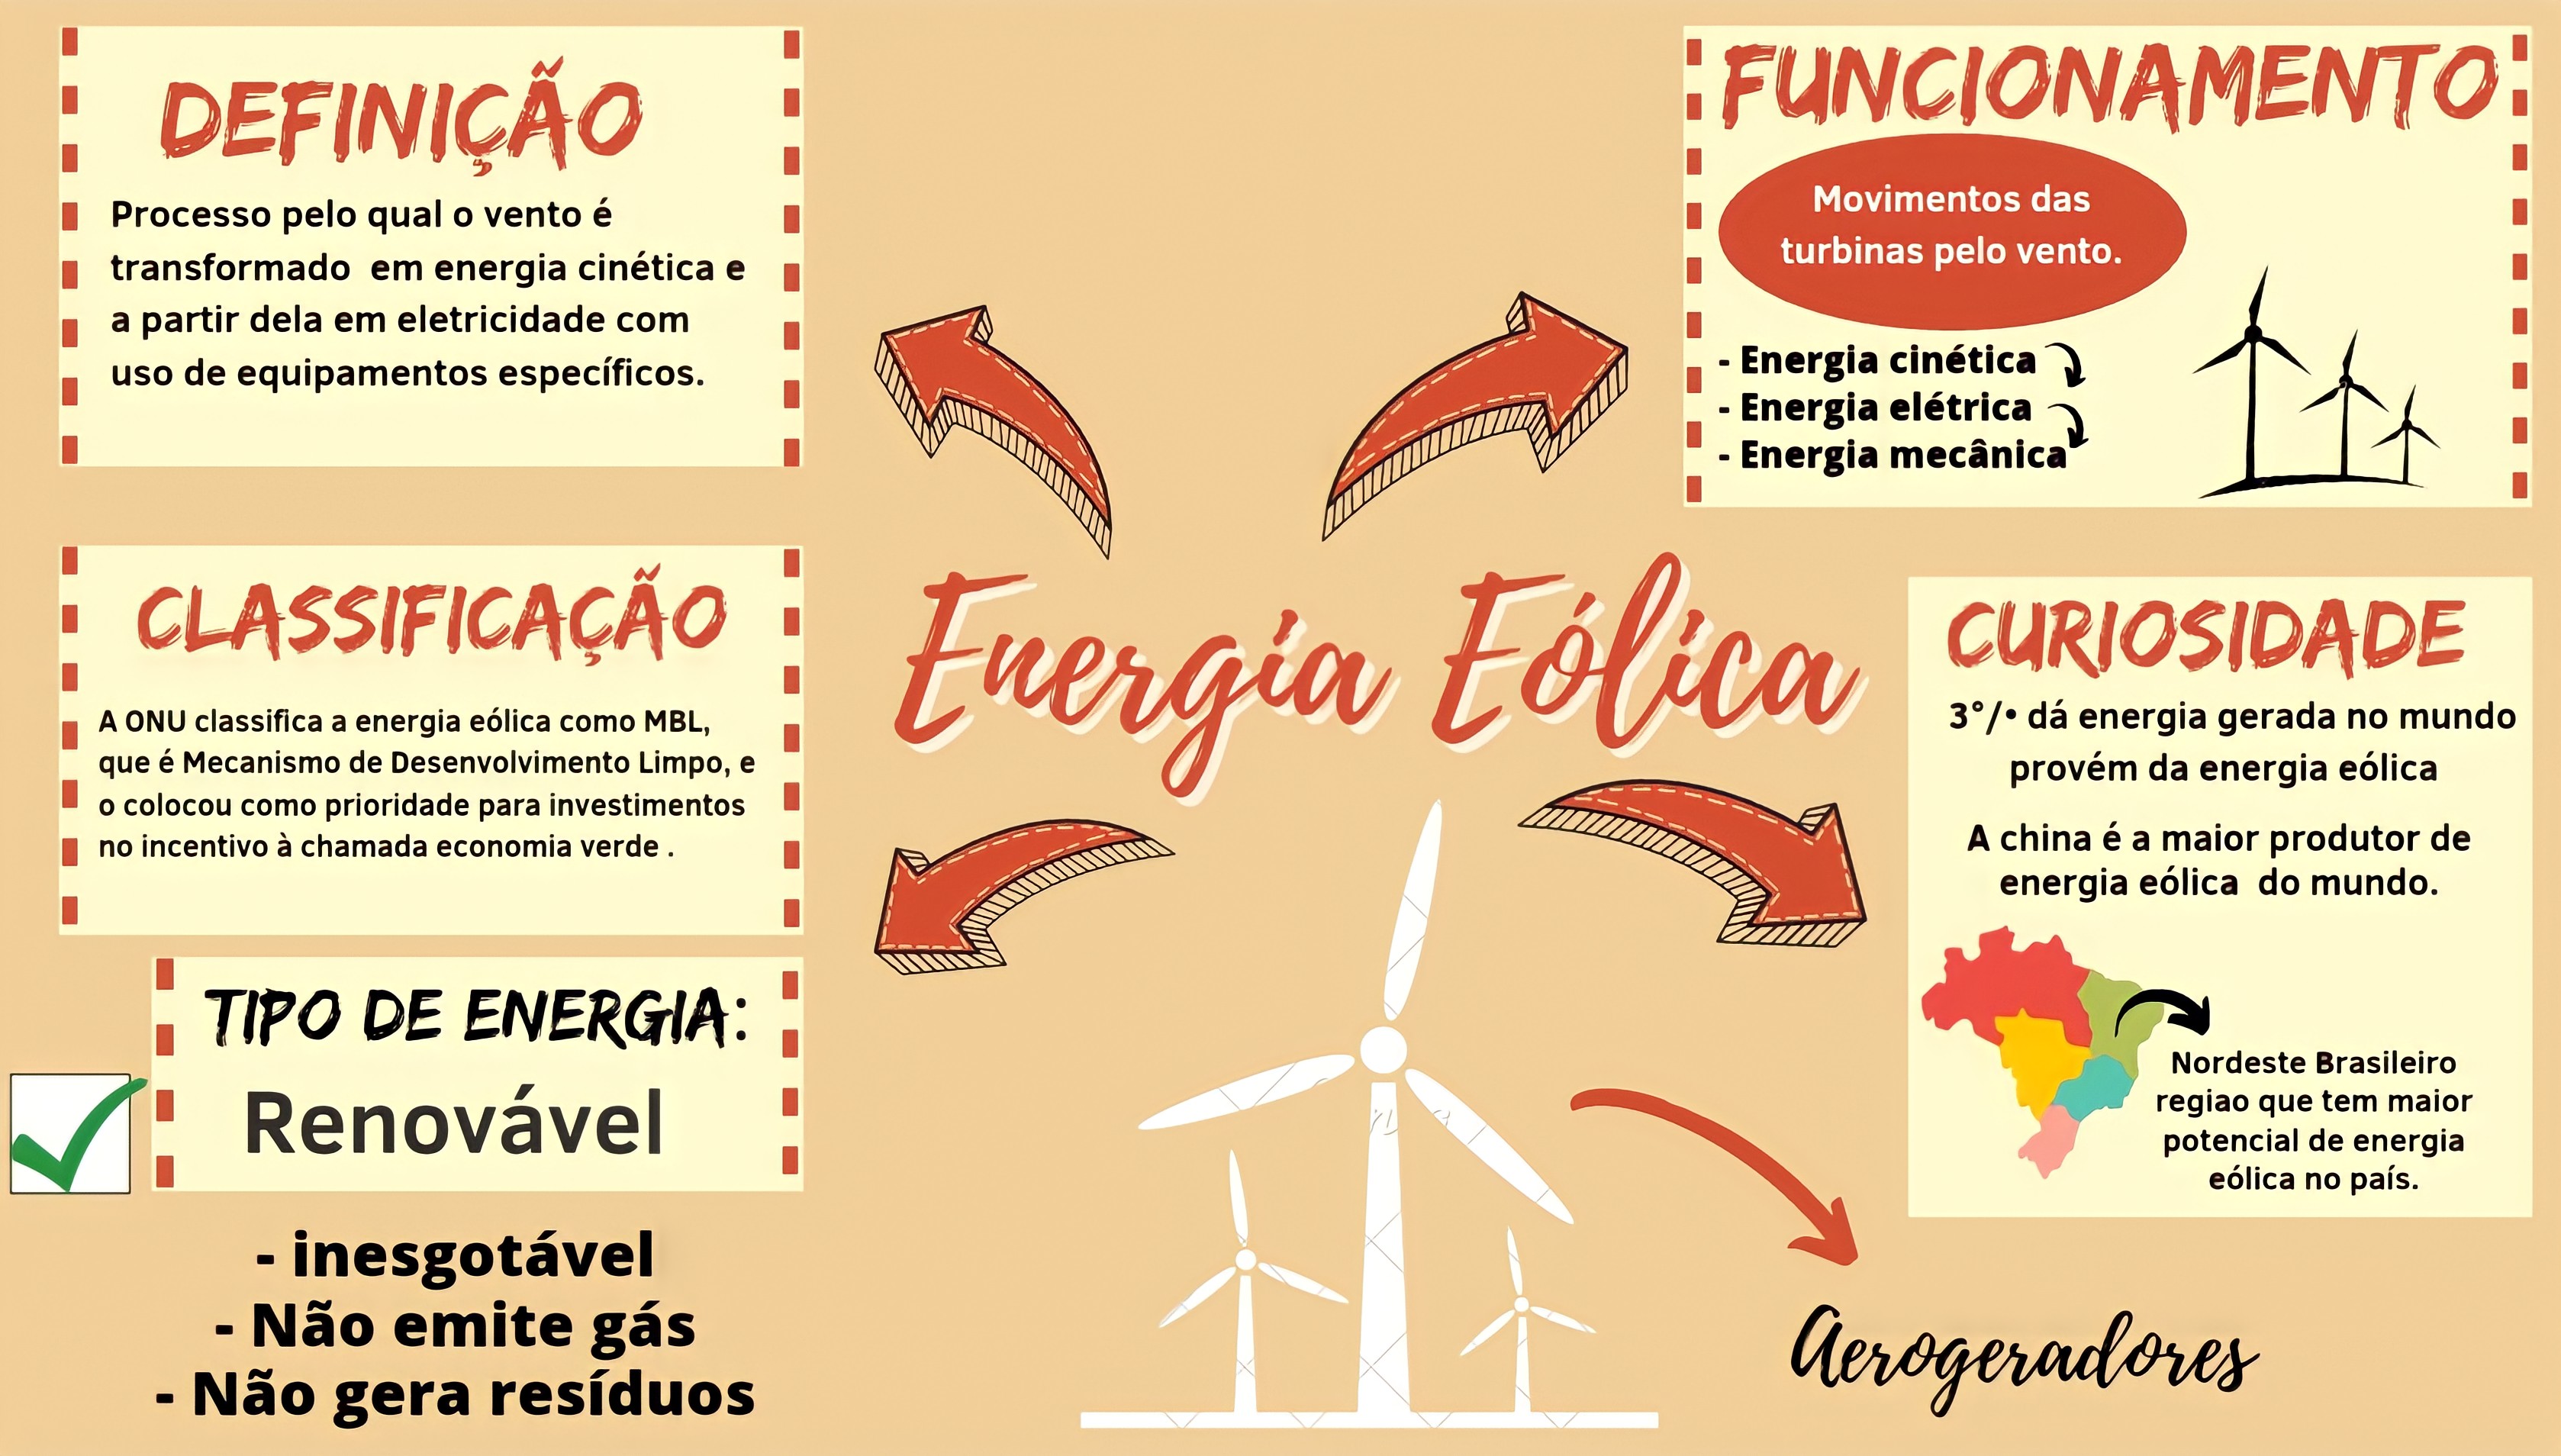 DEFINIÇÃO
Processo pelo qual o vento é
transformado em energia cinética e
a partir dela em eletricidade com
uso de equipamentos específicos.
FUNCIONAMENTO
Movimentos das
turbinas pelo vento.
- Energia cinética
- Energia elétrica
- Energia mecânica
Energia Eólica
CLASSIFICAÇÃO
A ONU classifica a energia eólica como MBL,
que é Mecanismo de Desenvolvimento Limpo, e
o colocou como prioridade para investimentos
no incentivo à chamada economia verde .
CURIOSIDADE
3°/• dá energia gerada no mundo
provém da energia eólica
A china é a maior produtor de
energia eólica do mundo.
Nordeste Brasileiro
regiao que tem maior
potencial de energia
eólica no país.
TIPO DE ENERGIA:
Renovável
- inesgotável
- Não emite gás
- Não gera resíduos
Aerogeradores